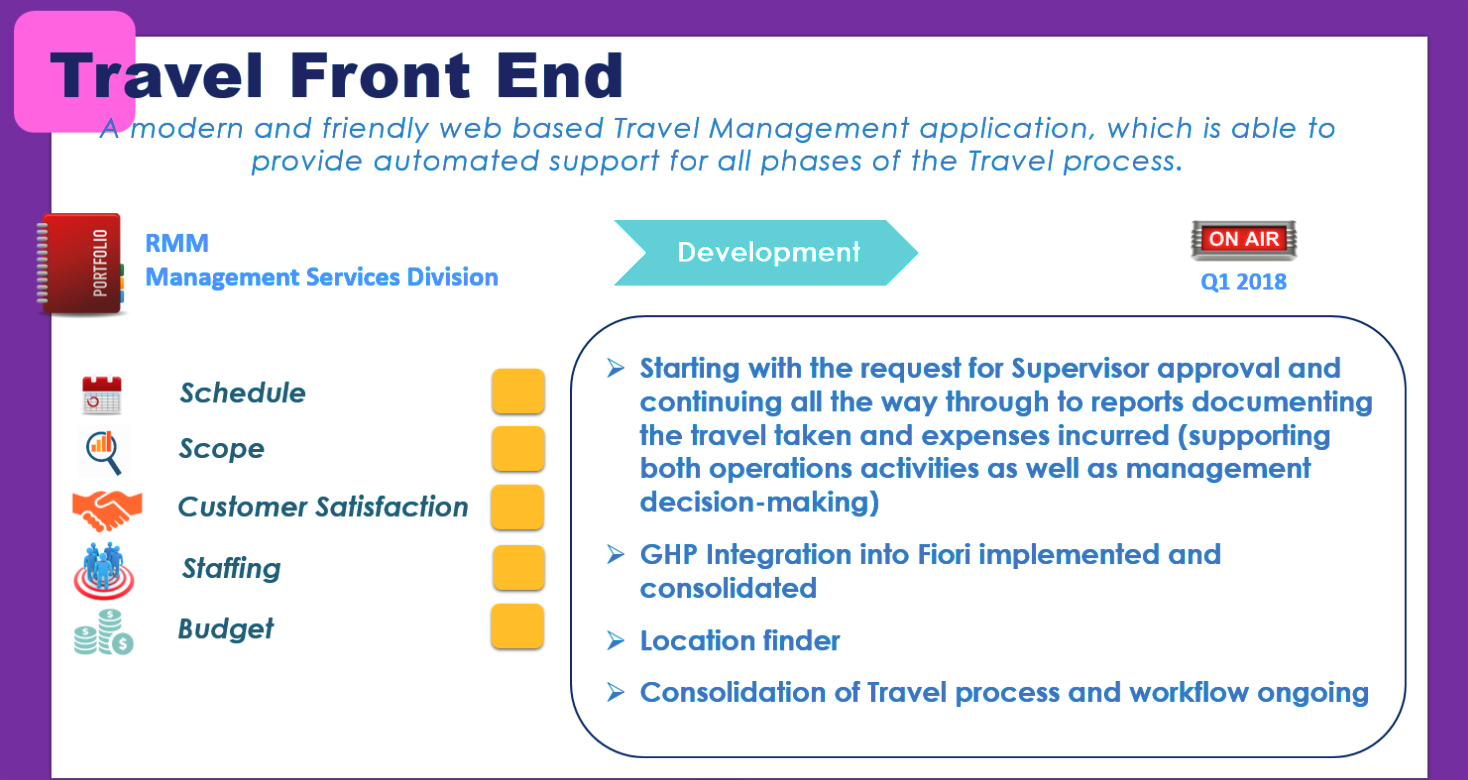 Travel Front End
A modern and friendly web based Travel Management application, which is able to
provide automated support for all phases of the Travel process.
PORTFOLIO
RMM
Management Services Division
Development
ON AIR
Q1 2018
Schedule
Scope
Customer Satisfaction
Staffing
Budget
➢ Starting with the request for Supervisor approval and
continuing all the way through to reports documenting
the travel taken and expenses incurred (supporting
both operations activities as well as management
decision-making)
➢ GHP Integration into Fiori implemented and
consolidated
➢ Location finder
➢ Consolidation of Travel process and workflow ongoing